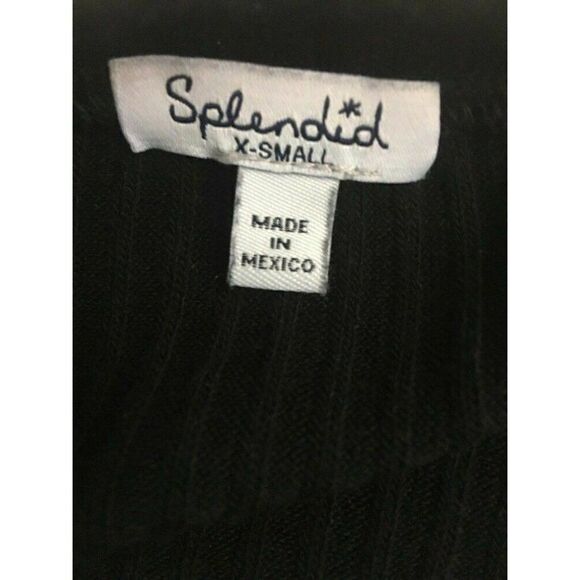 Splendid
X-SMALL
MADE
IN
MEXICO